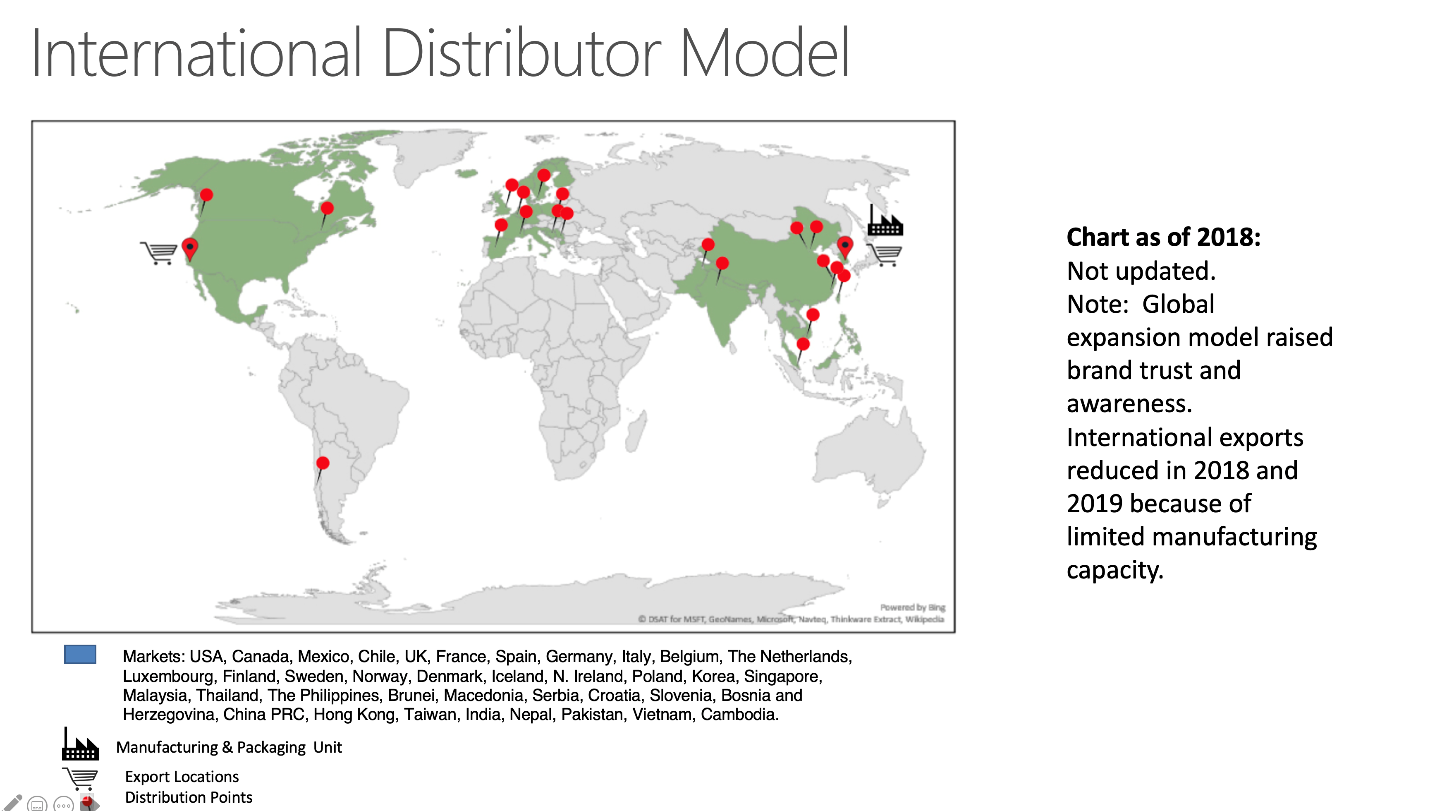 International Distributor Model
Powered by Bing
© DSAT for MSFT, GeoNames, Microsoft, Navteq, Thinkware Extract, Wikipedia
Chart as of 2018:
Not updated.
Note:  Global
expansion model raised
brand trust and
awareness.
International exports
reduced in 2018 and
2019 because of
limited manufacturing
capacity.
Markets: USA, Canada, Mexico, Chile, UK, France, Spain, Germany, Italy, Belgium, The Netherlands,
Luxembourg, Finland, Sweden, Norway, Denmark, Iceland, N. Ireland, Poland, Korea, Singapore,
Malaysia, Thailand, The Philippines, Brunei, Macedonia, Serbia, Croatia, Slovenia, Bosnia and
Herzegovina, China PRC, Hong Kong, Taiwan, India, Nepal, Pakistan, Vietnam, Cambodia.
Manufacturing & Packaging  Unit
Export Locations
Distribution Points